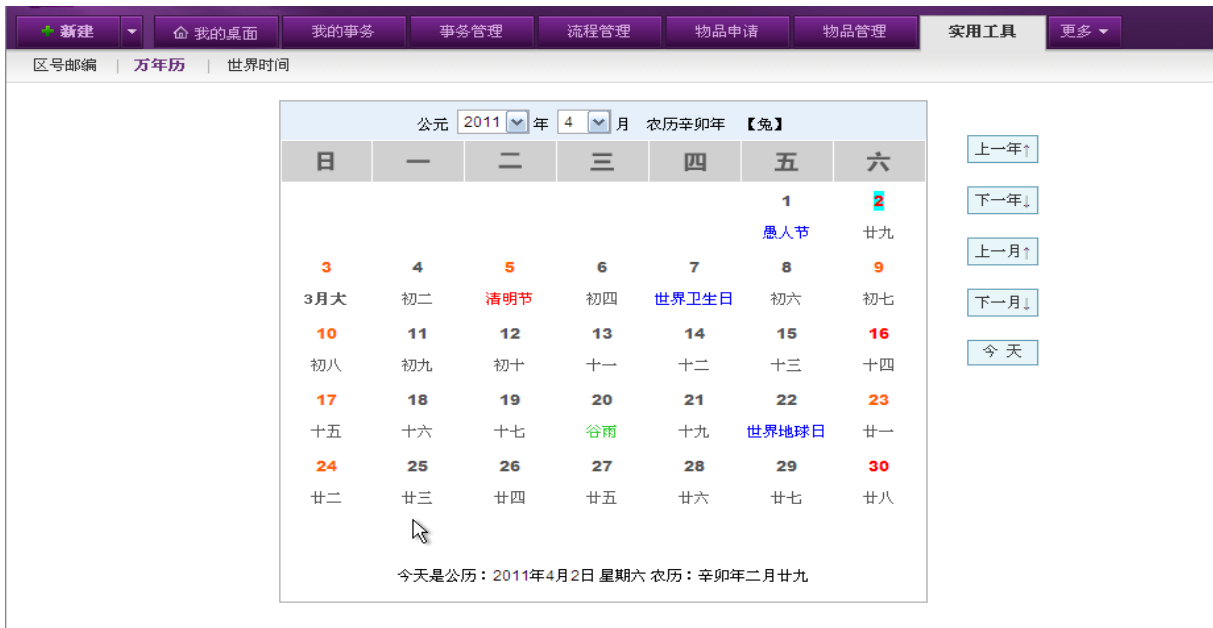 新建 我的桌面 我的事务 事务管理 流程管理 物品申请 物品管理 实用工具 更多
区号邮编 | 万年历 | 世界时间
公元 2011 年 4 月 农历辛卯年 【兔】
日 一 二 三 四 五 六
1 2
愚人节 廿九
3 4 5 6 7 8 9
3月大 初二 清明节 初四 世界卫生日 初六 初七
10 11 12 13 14 15 16
初八 初九 初十 十一 十二 十三 十四
17 18 19 20 21 22 23
十五 十六 十七 谷雨 十九 世界地球日 廿一
24 25 26 27 28 29 30
廿二 廿三 廿四 廿五 廿六 廿七 廿八
今天是公历：2011年4月2日 星期六 农历：辛卯年二月廿九
上一年↑
下一年↓
上一月↑
下一月↓
今 天